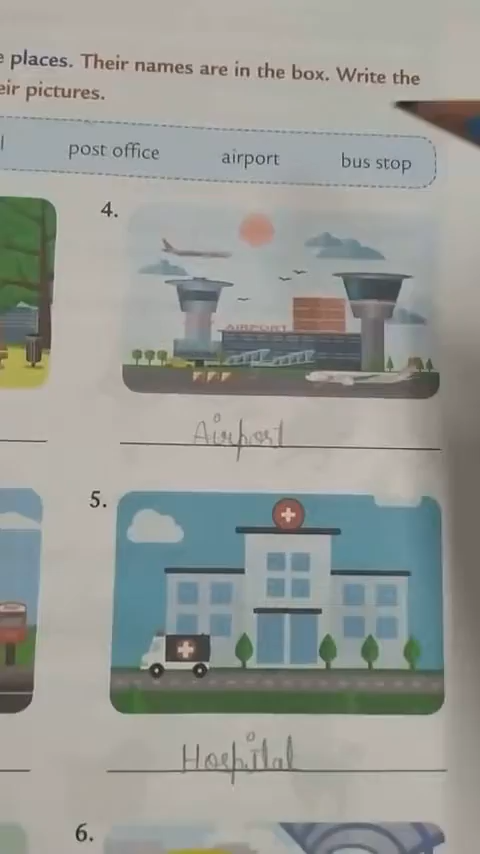 e places. Their names are in the box. Write the
eir pictures.
l post office airport bus stop
4.
AIRPORT
Airport
5.
Hospital
6.